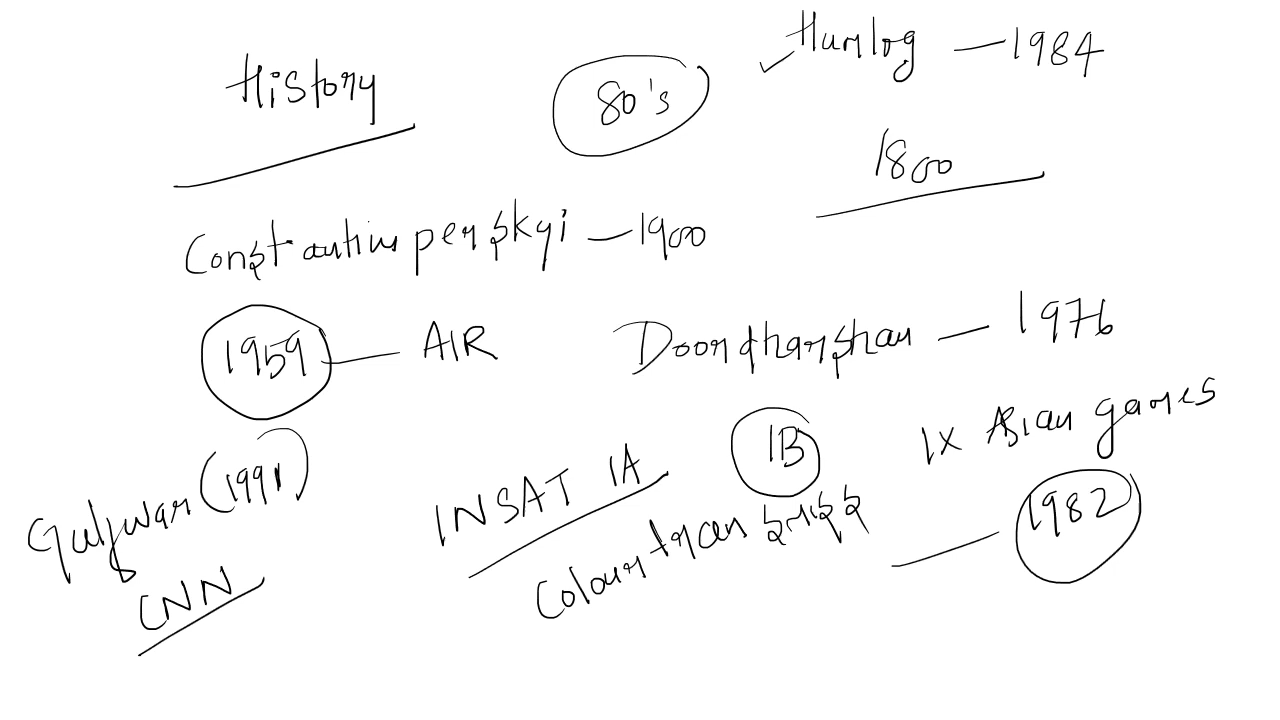 History
80's
Humlog — 1984
1800
Constantin perskyi — 1900
1959 — AIR
Doordharshan — 1976
Gulfwar (1991)
CNN
INSAT 1A
1B
IX Asian games
1982
Colour